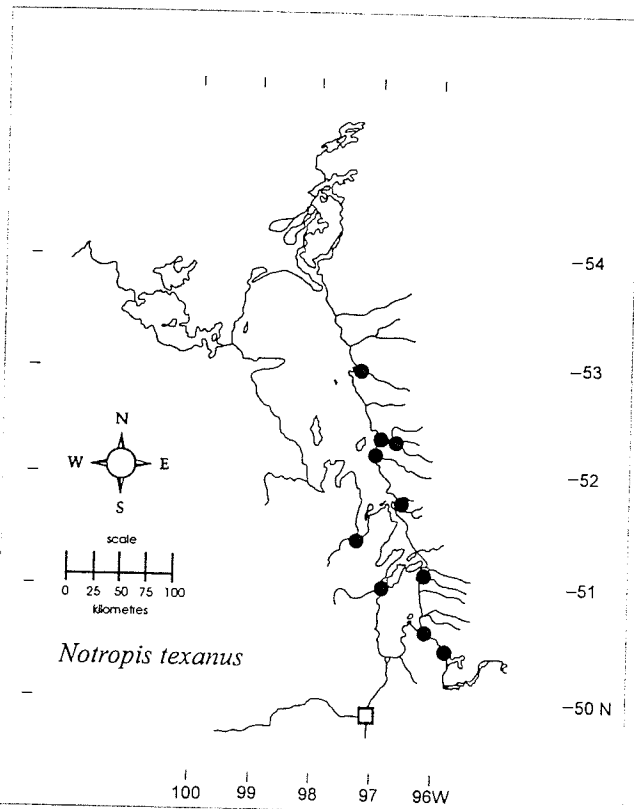 –54
–53
N
W E
S
–52
scale
0 25 50 75 100
kilometres
–51
Notropis texanus
–50 N
100 99 98 97 96W